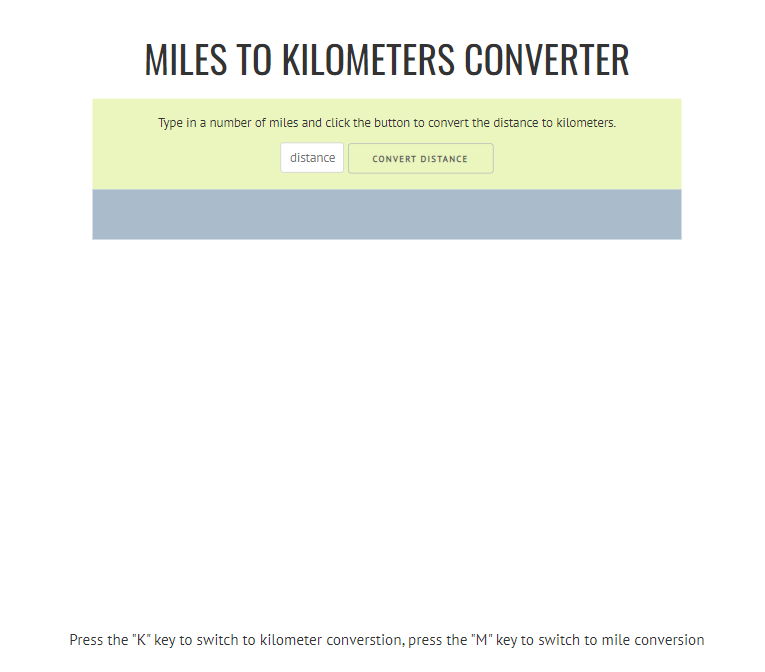 MILES TO KILOMETERS CONVERTER
Type in a number of miles and click the button to convert the distance to kilometers.
distance CONVERT DISTANCE
Press the "K" key to switch to kilometer converstion, press the "M" key to switch to mile conversion